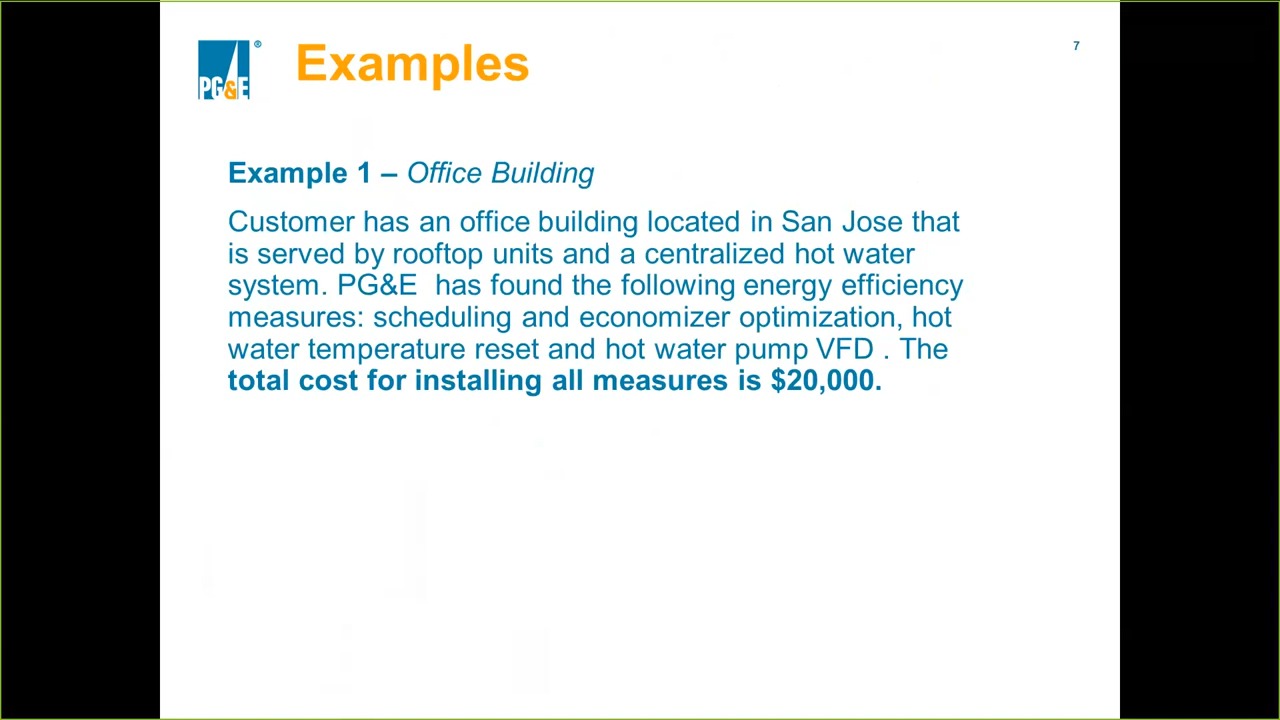 PG&E ®
Examples
7
Example 1 – Office Building
Customer has an office building located in San Jose that
is served by rooftop units and a centralized hot water
system. PG&E  has found the following energy efficiency
measures: scheduling and economizer optimization, hot
water temperature reset and hot water pump VFD . The
total cost for installing all measures is $20,000.